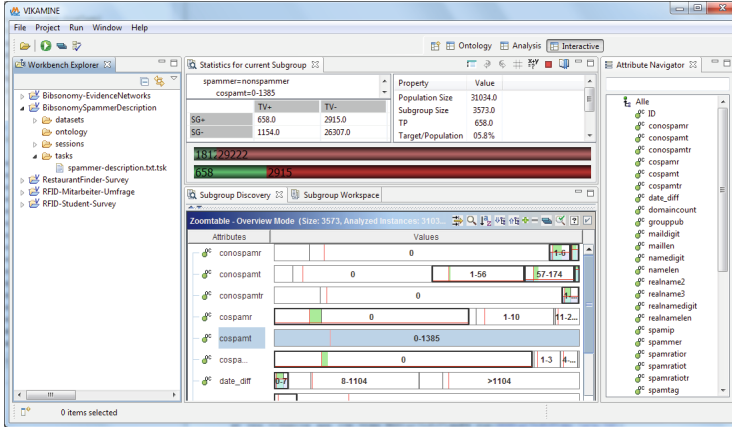 VIKAMINE
File Project Run Window Help
Ontology Analysis Interactive
Workbench Explorer
Bibsonomy-EvidenceNetworks
BibsonomySpammerDescription
datasets
ontology
sessions
tasks
spammer-description.txt.tsk
RestaurantFinder-Survey
RFID-Mitarbeiter-Umfrage
RFID-Student-Survey
0 items selected
Statistics for current Subgroup
spammer=nonspammer
cospamt=0-1385
TV+ TV-
SG+ 658.0 2915.0
SG- 1154.0 26307.0
Property Value
Population Size 31034.0
Subgroup Size 3573.0
TP 658.0
Target/Population 05.8%
1812 29222
658 2915
Subgroup Discovery Subgroup Workspace
Zoomtable - Overview Mode (Size: 3573, Analyzed Instances: 3103...
Attributes Values
conospamr 0 1-6
conospamt 0 1-56 57-174
conospamtr 0 1-...
cospamr 0 1-10 11-2...
cospamt 0-1385
cospa... 0 1-3 4-...
date_diff 0-7 8-1104 >1104
Attribute Navigator
Alle
ID
conospamr
conospamt
conospamtr
cospamr
cospamt
cospamtr
date_diff
domaincount
grouppub
maildigit
maillen
namedigit
namelen
realname2
realname3
realnamedigit
realnamelen
spamip
spammer
spamratior
spamratiot
spamratiotr
spamtag